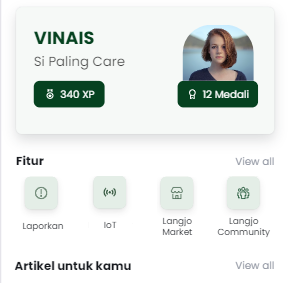 VINAIS
Si Paling Care
340 XP
12 Medali
Fitur
View all
Laporkan
IoT
Langjo
Market
Langjo
Community
Artikel untuk kamu
View all